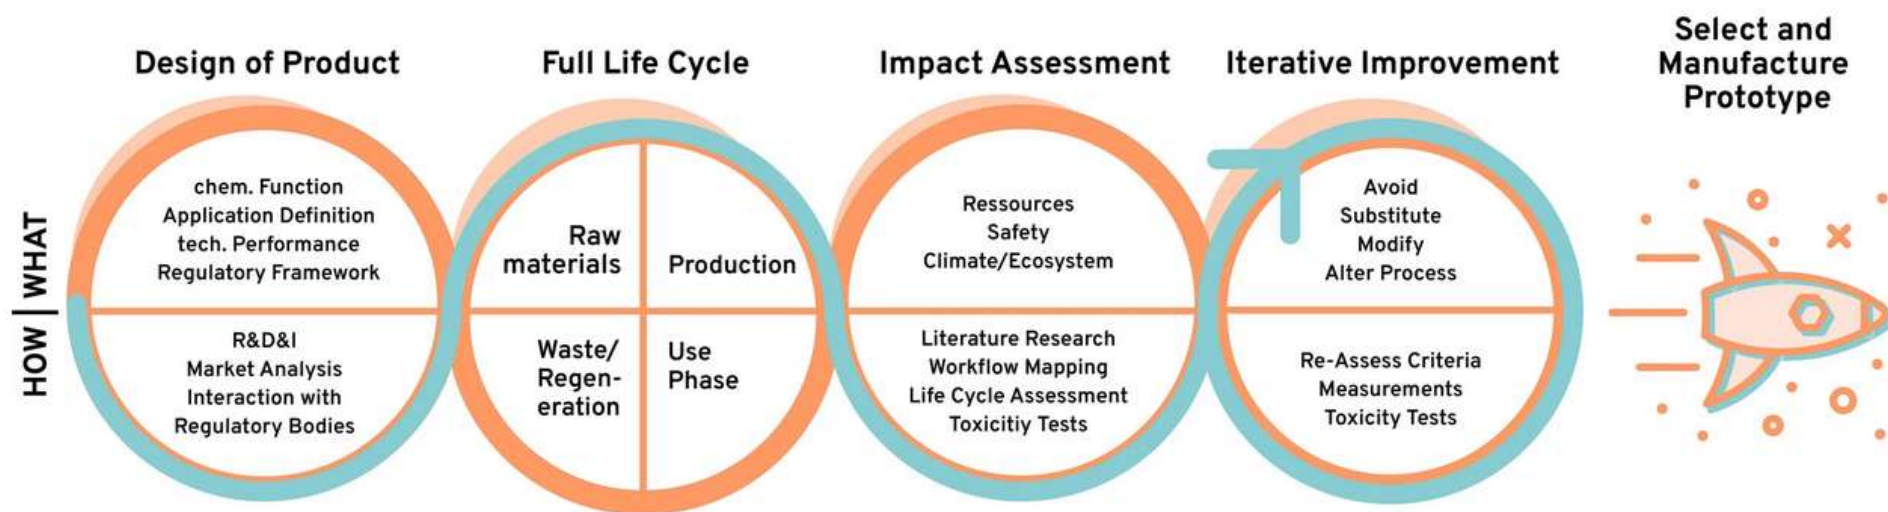 Design of Product
Full Life Cycle
Impact Assessment
Iterative Improvement
Select and
Manufacture
Prototype
HOW | WHAT
chem. Function
Application Definition
tech. Performance
Regulatory Framework
R&D&I
Market Analysis
Interaction with
Regulatory Bodies
Raw
materials
Production
Waste/
Regen-
eration
Use
Phase
Ressources
Safety
Climate/Ecosystem
Literature Research
Workflow Mapping
Life Cycle Assessment
Toxicitiy Tests
Avoid
Substitute
Modify
Alter Process
Re-Assess Criteria
Measurements
Toxicity Tests